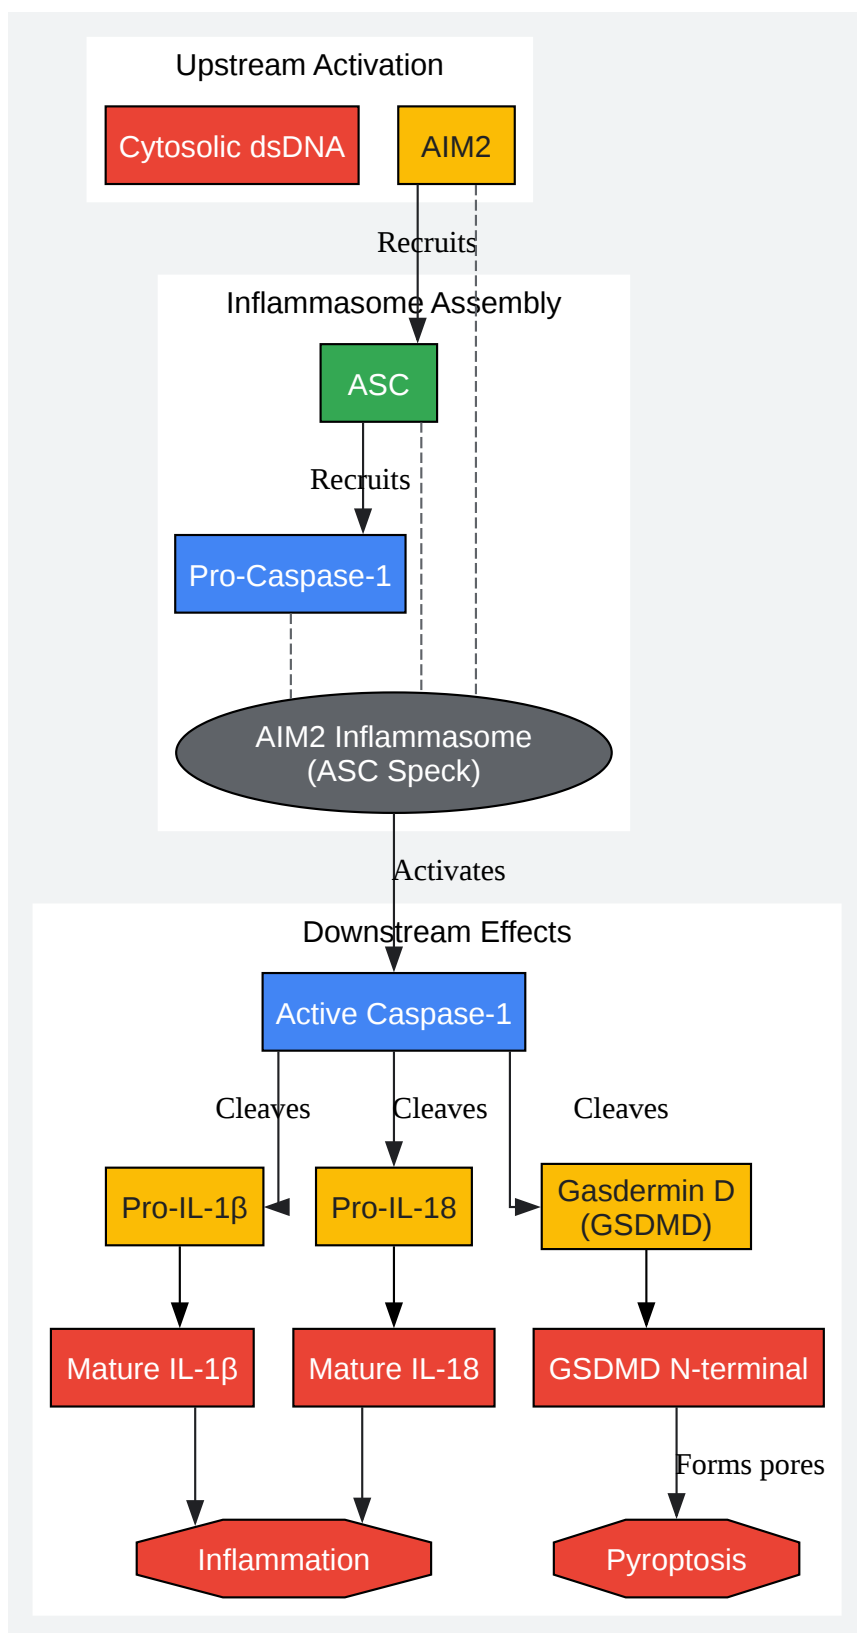 Upstream Activation
Cytosolic dsDNA
AIM2
Recruits
Inflammasome Assembly
ASC
Recruits
Pro-Caspase-1
AIM2 Inflammasome
(ASC Speck)
Activates
Downstream Effects
Active Caspase-1
Cleaves
Cleaves
Cleaves
Pro-IL-1β
Pro-IL-18
Gasdermin D
(GSDMD)
Mature IL-1β
Mature IL-18
GSDMD N-terminal
Forms pores
Inflammation
Pyroptosis